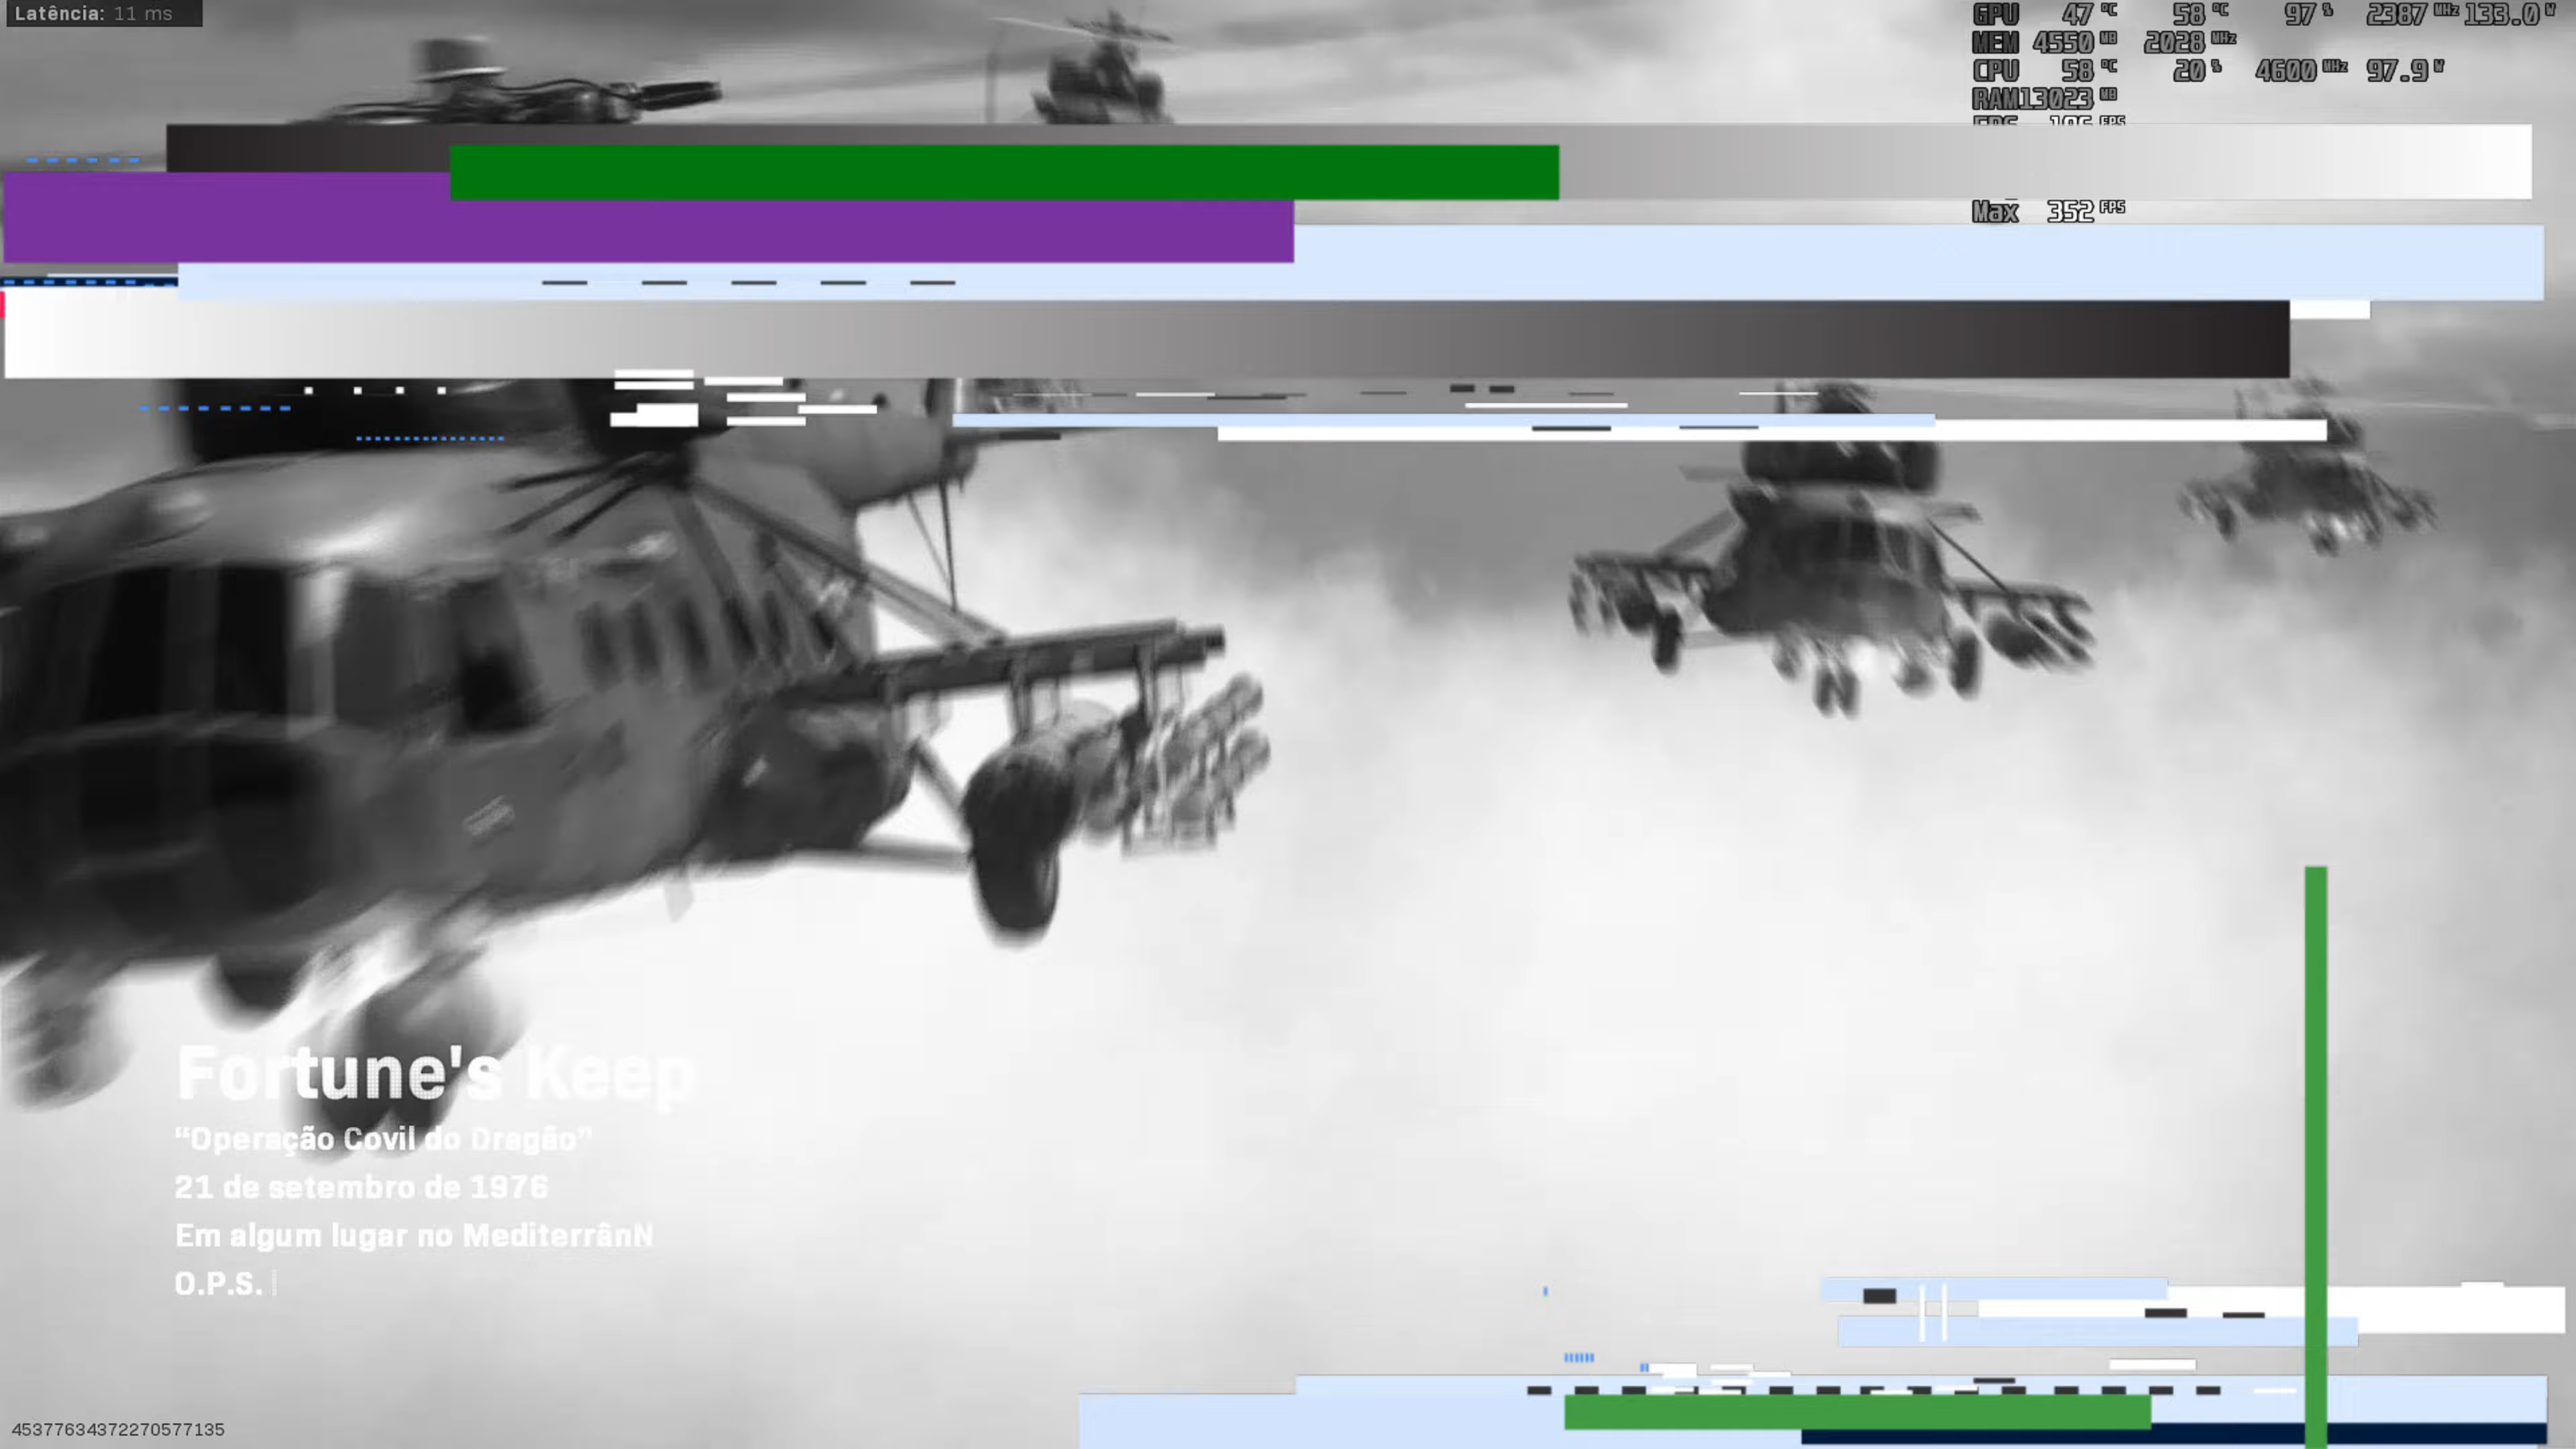 Latência: 11 ms
GPU 47 °C 58 °C 97 % 2387 MHz 133.0 W
MEM 4550 MB 2028 MHz
CPU 58 °C 20 % 4600 MHz 97.9 W
RAM 13023 MB
Max 352 FPS
Fortune's Keep
“Operação Covil do Dragão”
21 de setembro de 1976
Em algum lugar no MediterrânN
O.P.S.
45377634372270577135